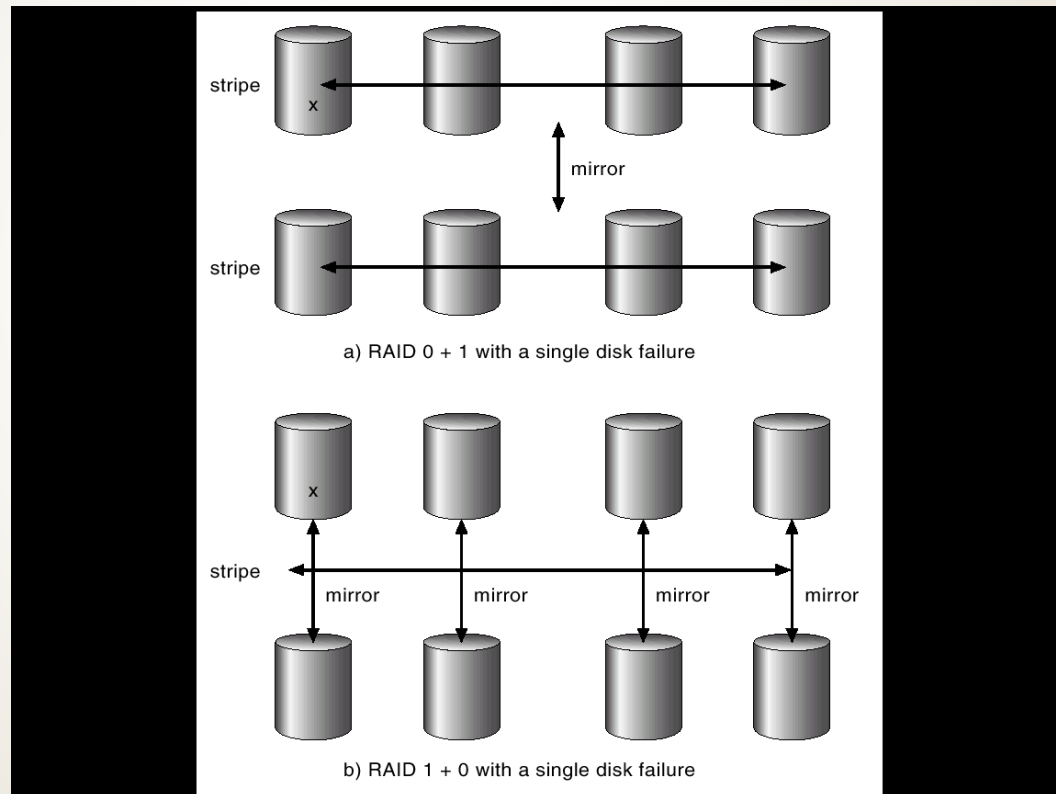 stripe
x
mirror
stripe
a) RAID 0 + 1 with a single disk failure
x
stripe
mirror mirror mirror mirror
b) RAID 1 + 0 with a single disk failure